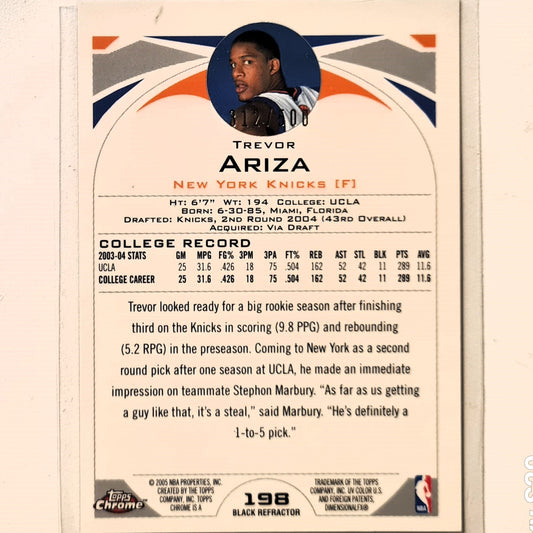 312/500
TREVOR
ARIZA
NEW YORK KNICKS [F]
HT: 6'7" WT: 194 COLLEGE: UCLA
BORN: 6-30-85, MIAMI, FLORIDA
DRAFTED: KNICKS, 2ND ROUND 2004 (43RD OVERALL)
ACQUIRED: VIA DRAFT
COLLEGE RECORD
2003-04 STATS GM MPG FG% 3PM 3PA FT% REB AST STL BLK PTS AVG
UCLA 25 31.6 .426 18 75 .504 162 52 42 11 289 11.6
COLLEGE CAREER 25 31.6 .426 18 75 .504 162 52 42 11 289 11.6
Trevor looked ready for a big rookie season after finishing
third on the Knicks in scoring (9.8 PPG) and rebounding
(5.2 RPG) in the preseason. Coming to New York as a second
round pick after one season at UCLA, he made an immediate
impression on teammate Stephon Marbury. “As far as us getting
a guy like that, it's a steal,” said Marbury. “He's definitely a
1-to-5 pick.”
Topps Chrome
© 2005 NBA PROPERTIES, INC.
CREATED BY THE TOPPS
COMPANY, INC. TOPPS
CHROME IS A
TRADEMARK OF THE TOPPS
COMPANY, INC. UV COLOR U.S.
AND FOREIGN PATENTS,
DIMENSIONALFX®
198
BLACK REFRACTOR
NBA